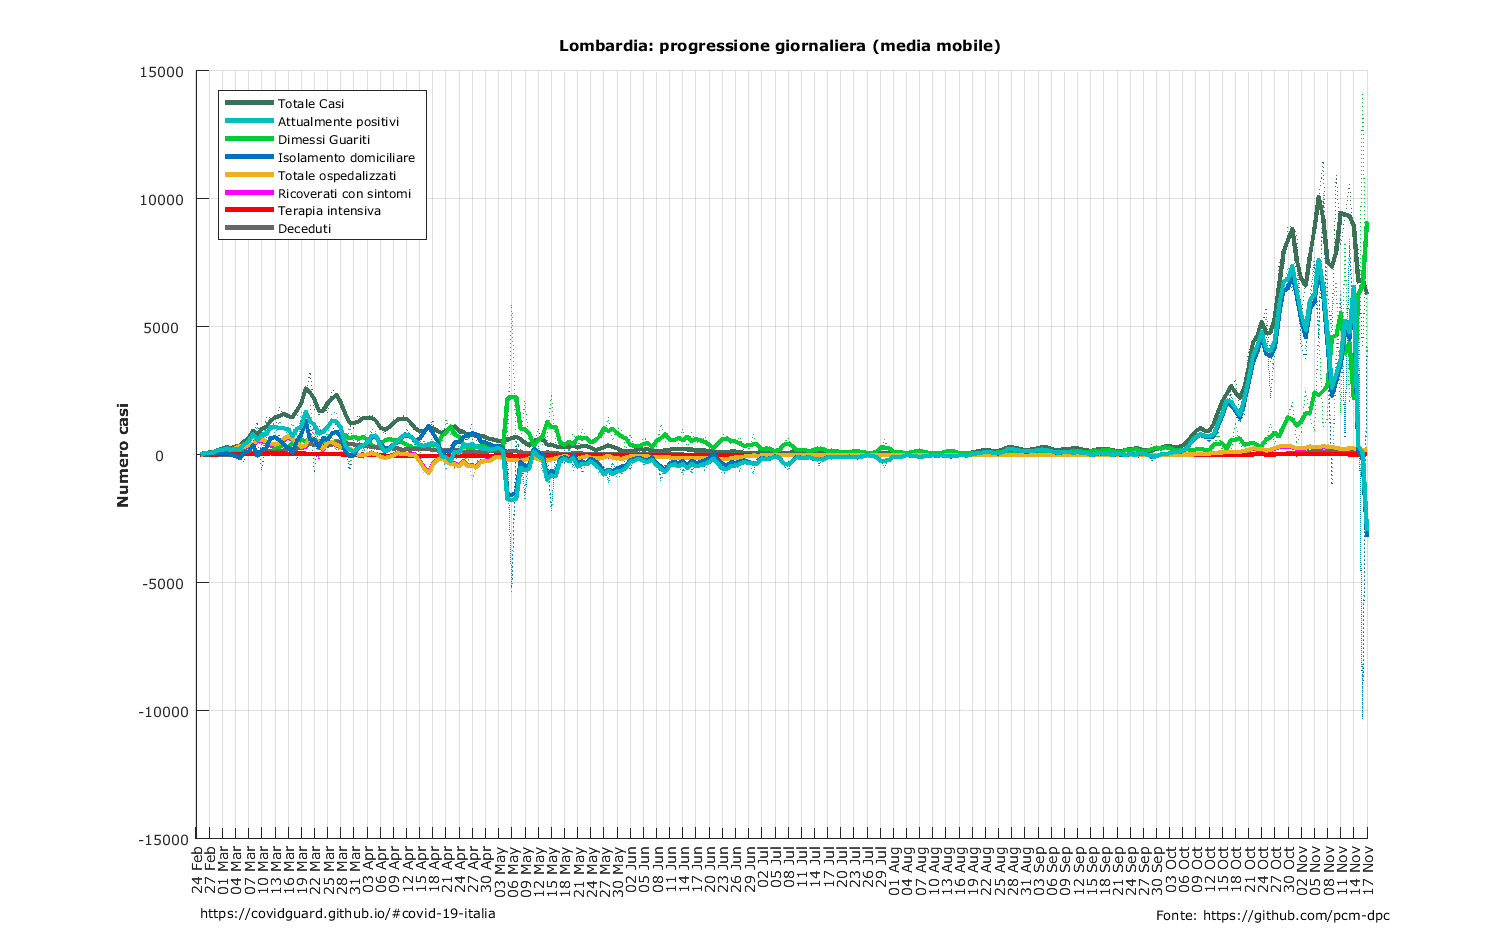 Lombardia: progressione giornaliera (media mobile)
15000
10000
5000
0
-5000
-10000
-15000
Numero casi
Totale Casi
Attualmente positivi
Dimessi Guariti
Isolamento domiciliare
Totale ospedalizzati
Ricoverati con sintomi
Terapia intensiva
Deceduti
24 Feb
27 Feb
01 Mar
04 Mar
07 Mar
10 Mar
13 Mar
16 Mar
19 Mar
22 Mar
25 Mar
28 Mar
31 Mar
03 Apr
06 Apr
09 Apr
12 Apr
15 Apr
18 Apr
21 Apr
24 Apr
27 Apr
30 Apr
03 May
06 May
09 May
12 May
15 May
18 May
21 May
24 May
27 May
30 May
02 Jun
05 Jun
08 Jun
11 Jun
14 Jun
17 Jun
20 Jun
23 Jun
26 Jun
29 Jun
02 Jul
05 Jul
08 Jul
11 Jul
14 Jul
17 Jul
20 Jul
23 Jul
26 Jul
29 Jul
01 Aug
04 Aug
07 Aug
10 Aug
13 Aug
16 Aug
19 Aug
22 Aug
25 Aug
28 Aug
31 Aug
03 Sep
06 Sep
09 Sep
12 Sep
15 Sep
18 Sep
21 Sep
24 Sep
27 Sep
30 Sep
03 Oct
06 Oct
09 Oct
12 Oct
15 Oct
18 Oct
21 Oct
24 Oct
27 Oct
30 Oct
02 Nov
05 Nov
08 Nov
11 Nov
14 Nov
17 Nov
https://covidguard.github.io/#covid-19-italia
Fonte: https://github.com/pcm-dpc